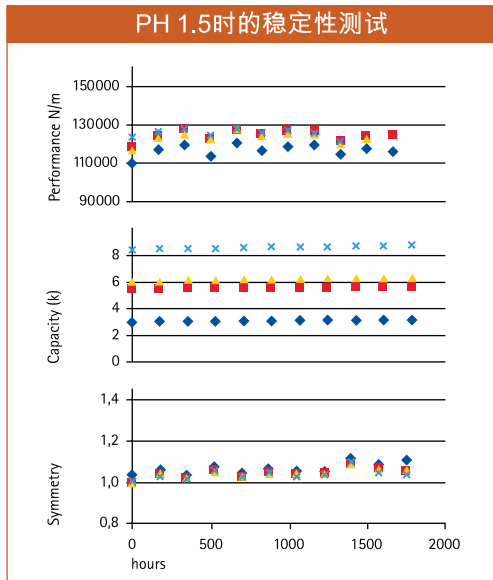 PH 1.5时的稳定性测试
Performance N/m
150000
130000
110000
90000
Capacity (k)
8
6
4
2
0
Symmetry
1,4
1,2
1,0
0,8
0 500 1000 1500 2000
hours